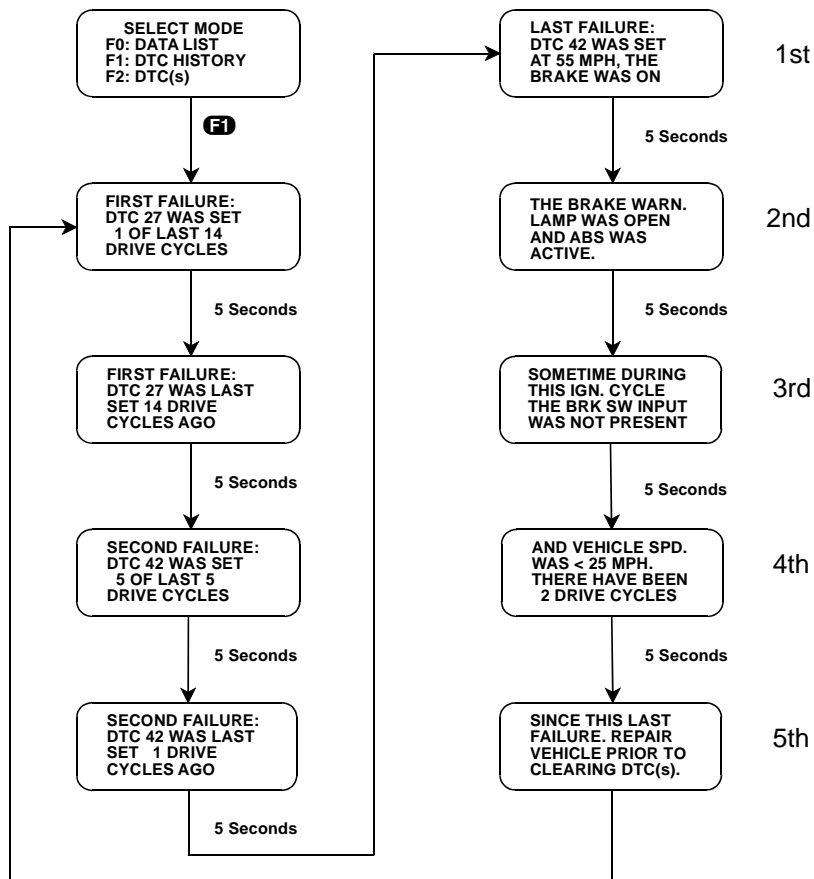 SELECT MODE
F0: DATA LIST
F1: DTC HISTORY
F2: DTC(s)
F1
FIRST FAILURE:
DTC 27 WAS SET
1 OF LAST 14
DRIVE CYCLES
5 Seconds
FIRST FAILURE:
DTC 27 WAS LAST
SET 14 DRIVE
CYCLES AGO
5 Seconds
SECOND FAILURE:
DTC 42 WAS SET
5 OF LAST 5
DRIVE CYCLES
5 Seconds
SECOND FAILURE:
DTC 42 WAS LAST
SET 1 DRIVE
CYCLES AGO
5 Seconds
LAST FAILURE:
DTC 42 WAS SET
AT 55 MPH, THE
BRAKE WAS ON
1st
5 Seconds
THE BRAKE WARN.
LAMP WAS OPEN
AND ABS WAS
ACTIVE.
2nd
5 Seconds
SOMETIME DURING
THIS IGN. CYCLE
THE BRK SW INPUT
WAS NOT PRESENT
3rd
5 Seconds
AND VEHICLE SPD.
WAS < 25 MPH.
THERE HAVE BEEN
2 DRIVE CYCLES
4th
5 Seconds
SINCE THIS LAST
FAILURE. REPAIR
VEHICLE PRIOR TO
CLEARING DTC(s).
5th